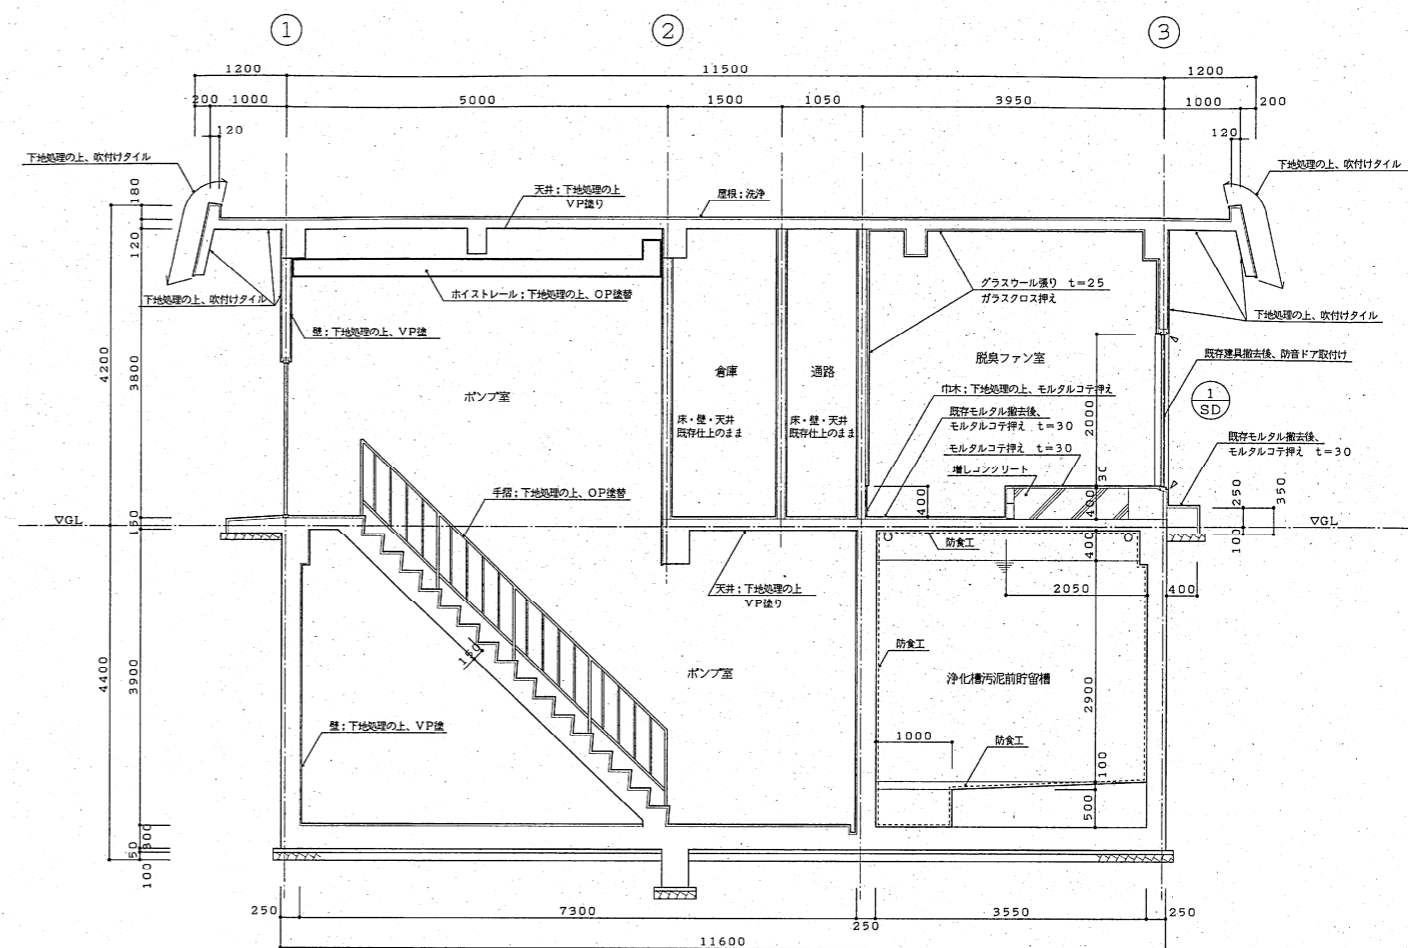 1
2
3
1200
11500
1200
200
1000
5000
1500
1050
3950
1000
200
120
120
下地処理の上、吹付けタイル
下地処理の上、吹付けタイル
180
天井；下地処理の上
VP塗り
屋根；洗浄
120
下地処理の上、吹付けタイル
ホイストレール；下地処理の上、OP塗替
グラスウール張り t=25
ガラスクロス押え
下地処理の上、吹付けタイル
壁；下地処理の上、VP塗
4200
3800
ポンプ室
倉庫
通路
脱臭ファン室
既存建具撤去後、防音ドア取付け
1
SD
床・壁・天井
既存仕上のまま
床・壁・天井
既存仕上のまま
巾木；下地処理の上、モルタルコテ押え
既存モルタル撤去後、
モルタルコテ押え t=30
モルタルコテ押え t=30
増しコンクリート
2000
30
既存モルタル撤去後、
モルタルコテ押え t=30
手摺；下地処理の上、OP塗替
400
400
250
350
▽GL
150
▽GL
100
防食工
400
天井；下地処理の上
VP塗り
2050
400
150
防食工
ポンプ室
浄化槽汚泥前貯留槽
4400
3900
2900
壁；下地処理の上、VP塗
1000
防食工
100
500
300
50
100
250
7300
250
3550
250
11600